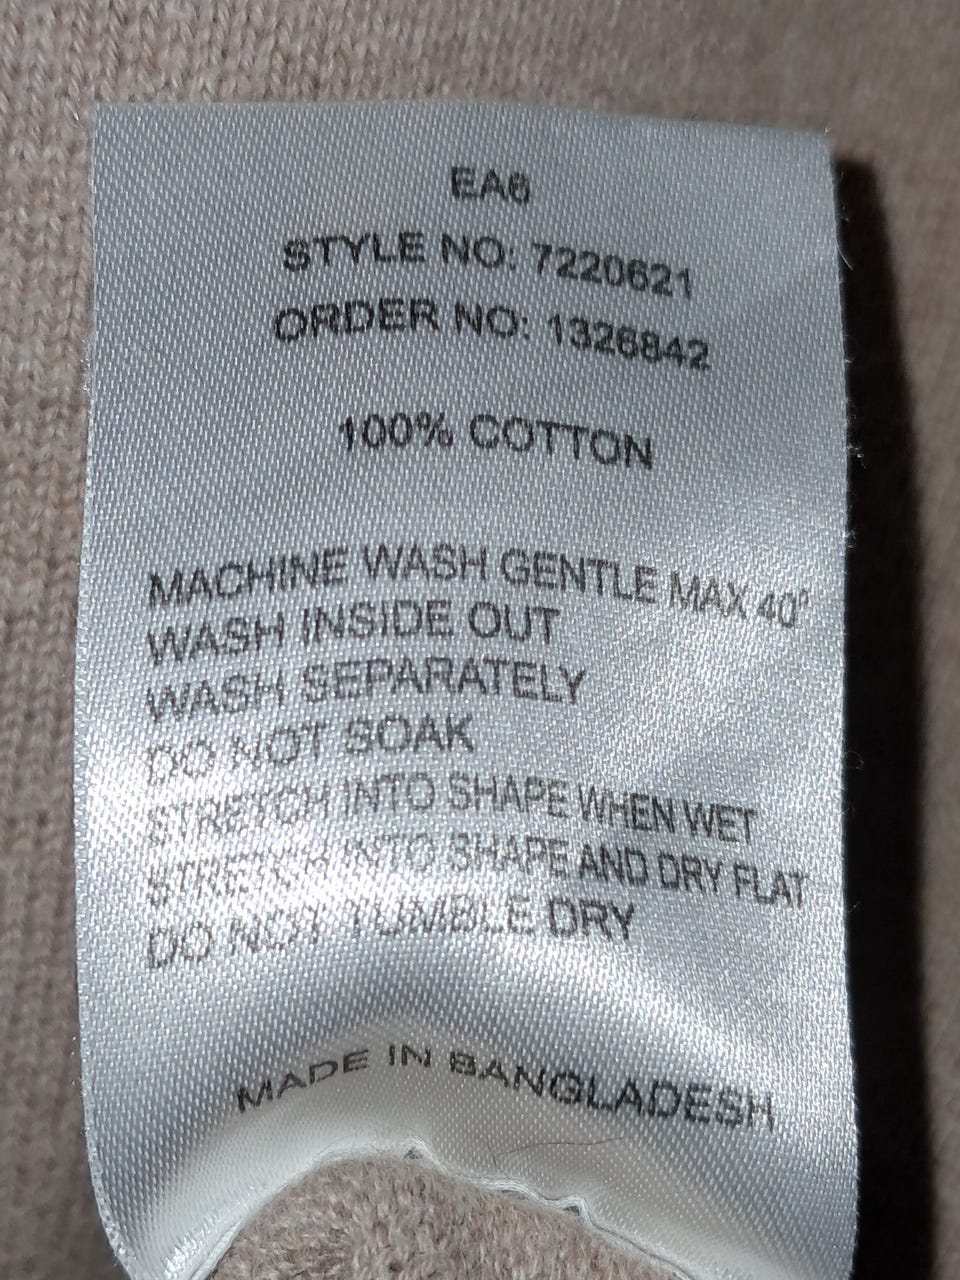 EA6
STYLE NO: 7220621
ORDER NO: 1326842
100% COTTON
MACHINE WASH GENTLE MAX 40°
WASH INSIDE OUT
WASH SEPARATELY
DO NOT SOAK
STRETCH INTO SHAPE WHEN WET
STRETCH INTO SHAPE AND DRY FLAT
DO NOT TUMBLE DRY
MADE IN BANGLADESH